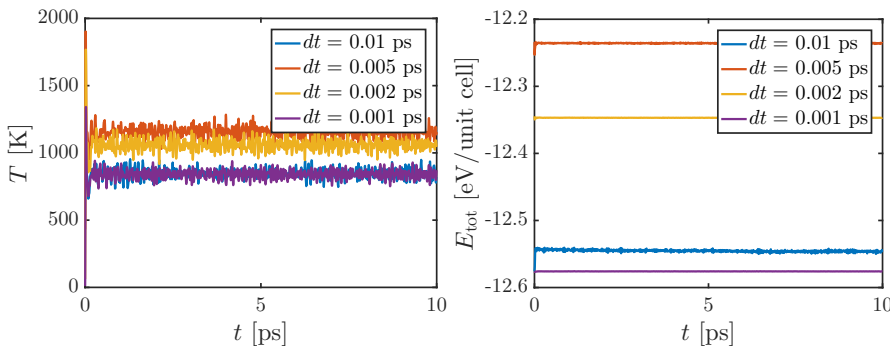 2000
1500
1000
500
0
T [K]
0
5
10
t [ps]
dt = 0.01 ps
dt = 0.005 ps
dt = 0.002 ps
dt = 0.001 ps
-12.2
-12.3
-12.4
-12.5
-12.6
E_tot [eV/unit cell]
0
5
10
t [ps]
dt = 0.01 ps
dt = 0.005 ps
dt = 0.002 ps
dt = 0.001 ps